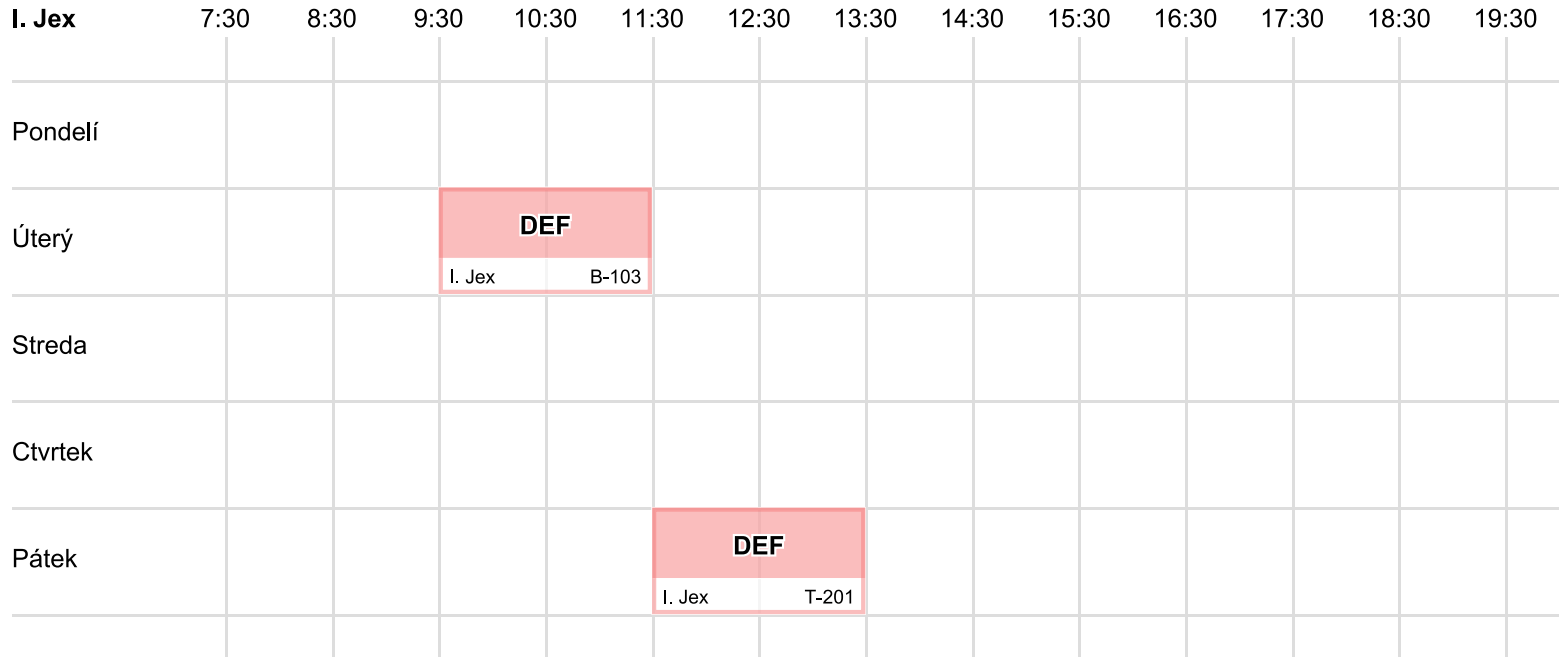 I. Jex 7:30 8:30 9:30 10:30 11:30 12:30 13:30 14:30 15:30 16:30 17:30 18:30 19:30
Pondelí
Úterý
DEF
I. Jex B-103
Streda
Ctvrtek
Pátek
DEF
I. Jex T-201